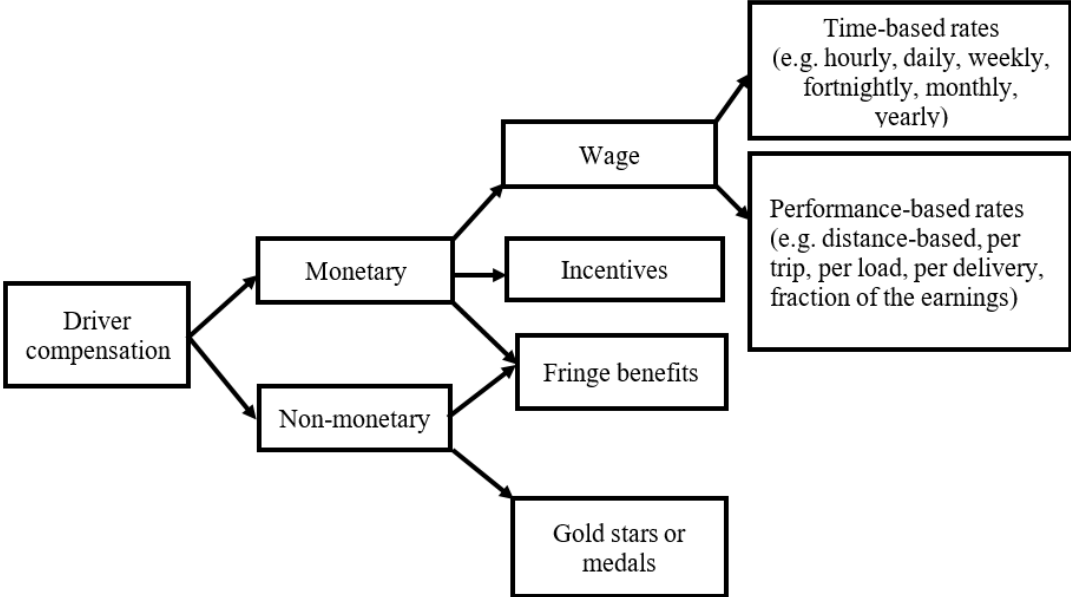 Time-based rates
(e.g. hourly, daily, weekly,
fortnightly, monthly,
yearly)
Wage
Performance-based rates
(e.g. distance-based, per
trip, per load, per delivery,
fraction of the earnings)
Monetary
Incentives
Driver
compensation
Fringe benefits
Non-monetary
Gold stars or
medals